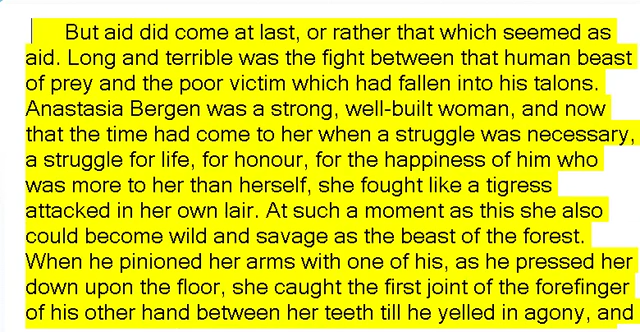 But aid did come at last, or rather that which seemed as
aid. Long and terrible was the fight between that human beast
of prey and the poor victim which had fallen into his talons.
Anastasia Bergen was a strong, well-built woman, and now
that the time had come to her when a struggle was necessary,
a struggle for life, for honour, for the happiness of him who
was more to her than herself, she fought like a tigress
attacked in her own lair. At such a moment as this she also
could become wild and savage as the beast of the forest.
When he pinioned her arms with one of his, as he pressed her
down upon the floor, she caught the first joint of the forefinger
of his other hand between her teeth till he yelled in agony, and